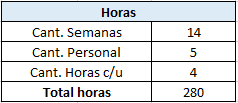 Horas
Cant. Semanas 14
Cant. Personal 5
Cant. Horas c/u 4
Total horas 280